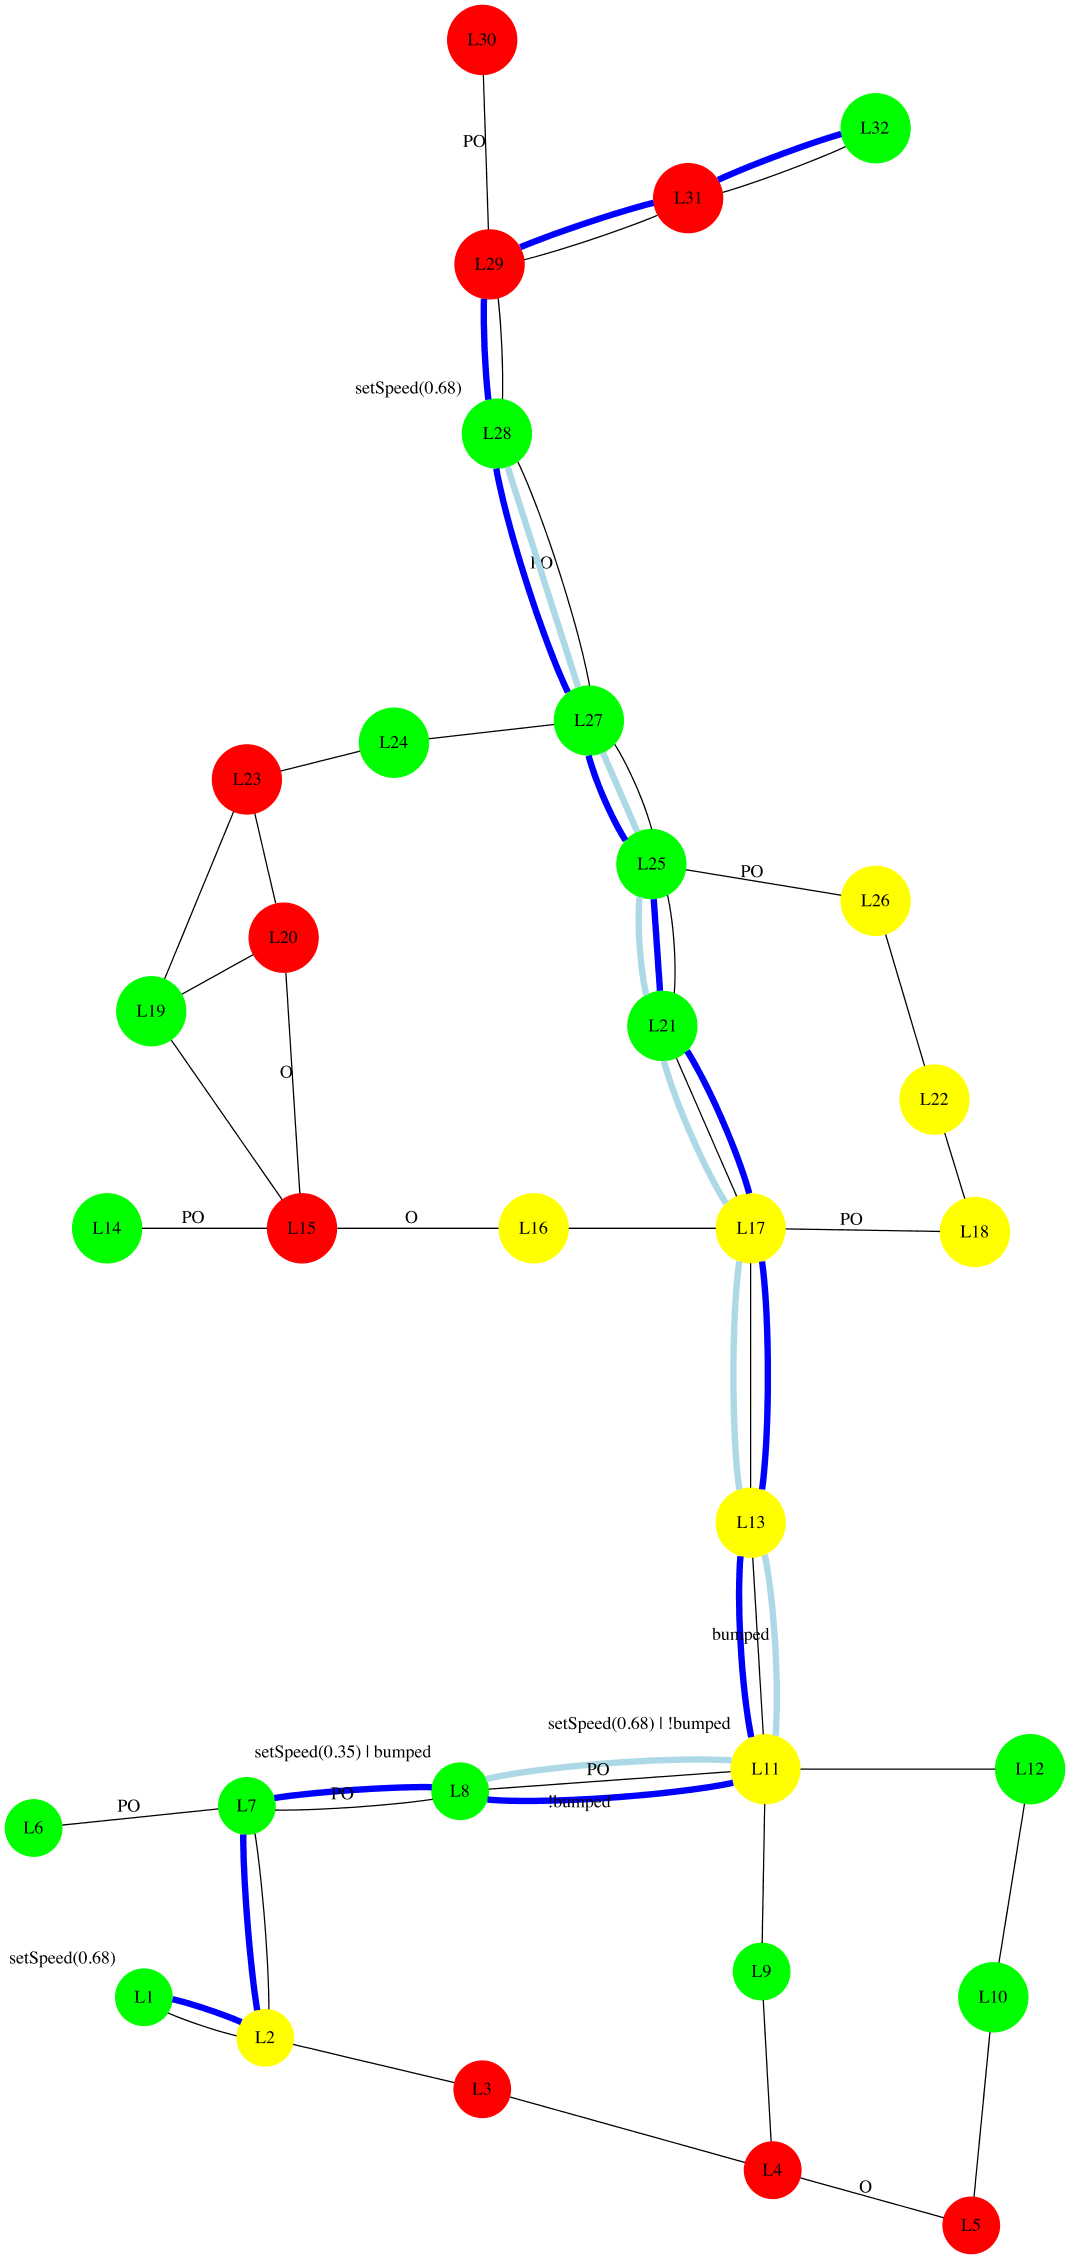 L30
L32
PO
L31
L29
setSpeed(0.68)
L28
PO
L27
L24
L23
L25
PO
L26
L20
L19
L21
O
L22
L14
PO
L15
O
L16
L17
PO
L18
L13
bumped
setSpeed(0.68) | !bumped
setSpeed(0.35) | bumped
L11
PO
L12
L8
PO
L7
PO
!bumped
L6
setSpeed(0.68)
L9
L1
L10
L2
L3
L4
O
L5